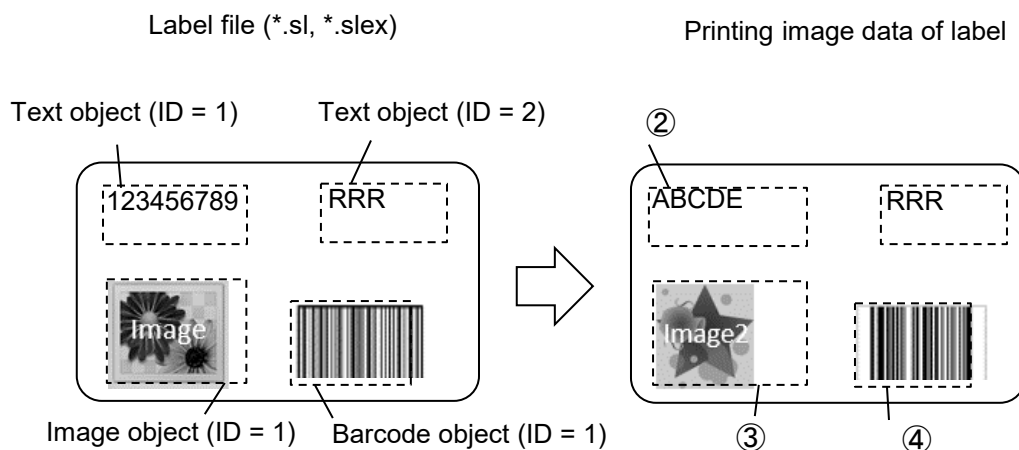 Label file (*.sl, *.slex)
Printing image data of label
Text object (ID = 1)
Text object (ID = 2)
②
123456789
RRR
ABCDE
RRR
Image
Image2
Image object (ID = 1)
Barcode object (ID = 1)
③
④